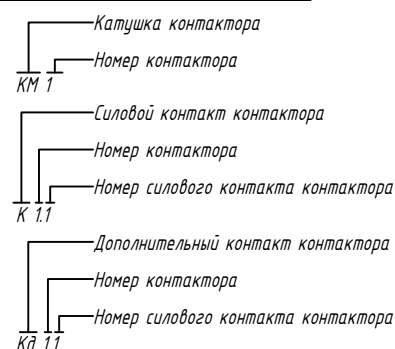 Катушка контактора
Номер контактора
КМ 1
Силовой контакт контактора
Номер контактора
Номер силового контакта контактора
К 1.1
Дополнительный контакт контактора
Номер контактора
Номер силового контакта контактора
Кд 1.1